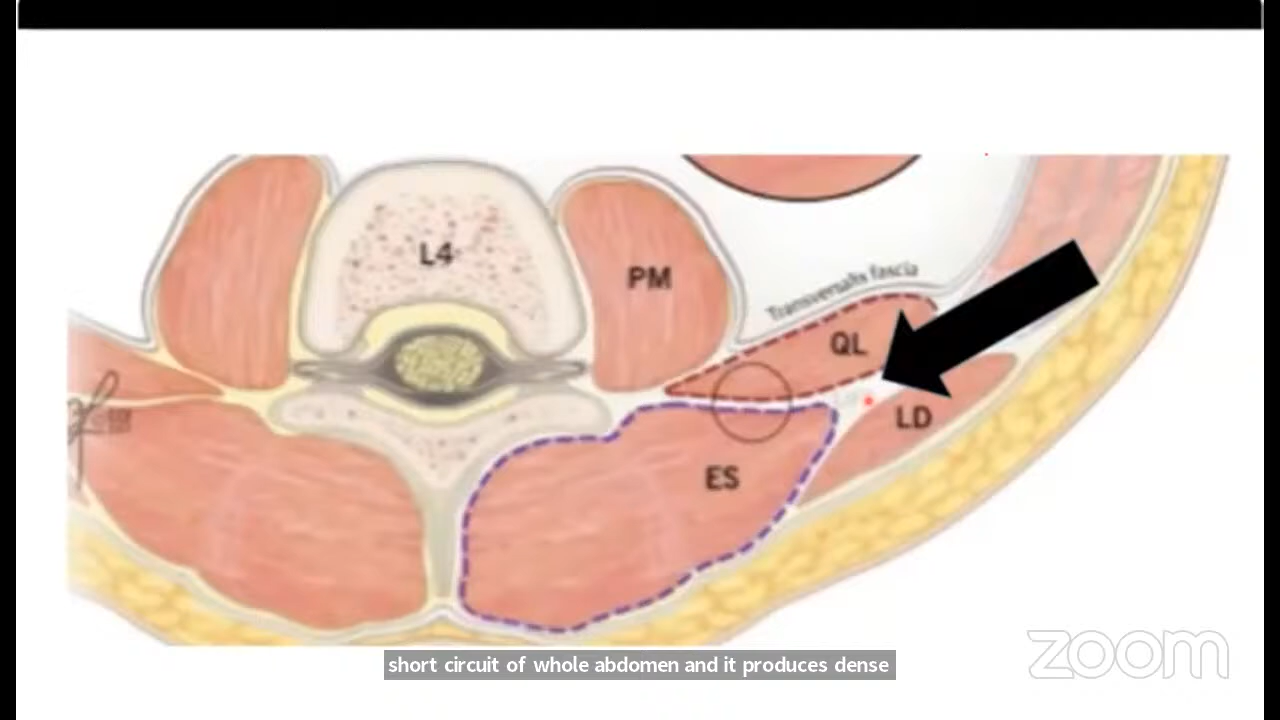 L4
PM
Transversalis fascia
QL
LD
ES
short circuit of whole abdomen and it produces dense
zoom